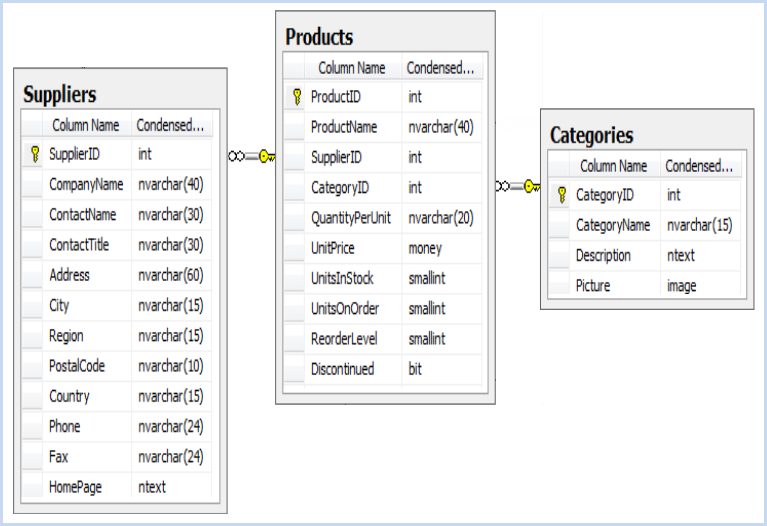 Suppliers
Column Name Condensed...
SupplierID int
CompanyName nvarchar(40)
ContactName nvarchar(30)
ContactTitle nvarchar(30)
Address nvarchar(60)
City nvarchar(15)
Region nvarchar(15)
PostalCode nvarchar(10)
Country nvarchar(15)
Phone nvarchar(24)
Fax nvarchar(24)
HomePage ntext
Products
Column Name Condensed...
ProductID int
ProductName nvarchar(40)
SupplierID int
CategoryID int
QuantityPerUnit nvarchar(20)
UnitPrice money
UnitsInStock smallint
UnitsOnOrder smallint
ReorderLevel smallint
Discontinued bit
Categories
Column Name Condensed...
CategoryID int
CategoryName nvarchar(15)
Description ntext
Picture image